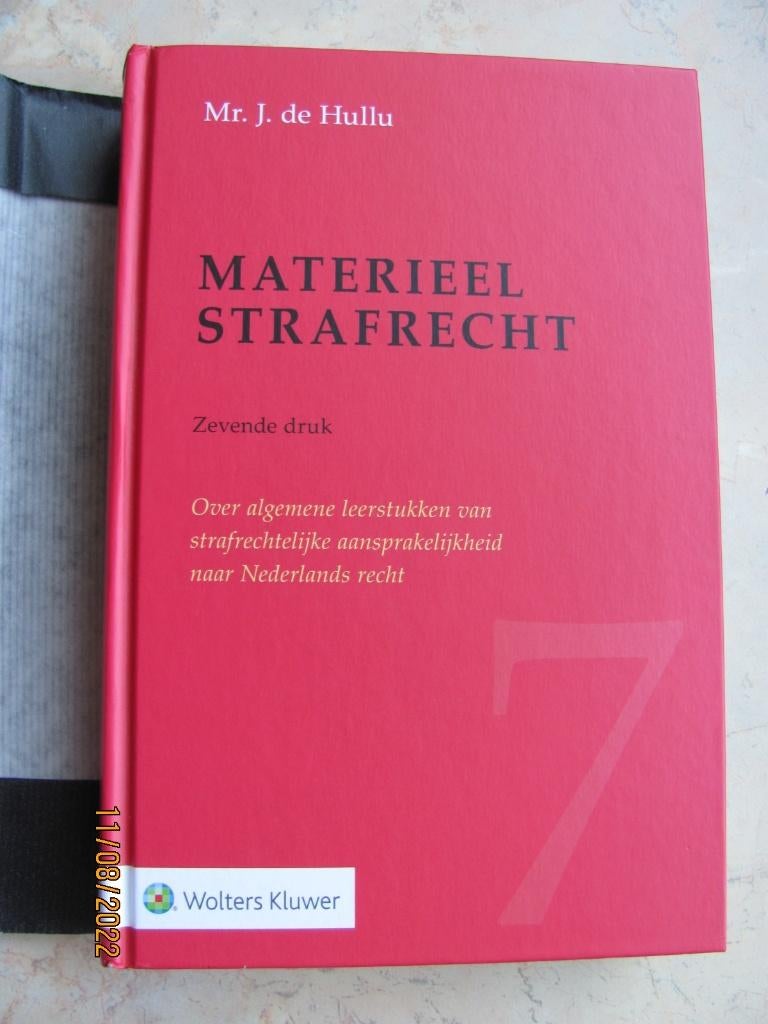 Mr. J. de Hullu
MATERIEEL
STRAFRECHT
Zevende druk
Over algemene leerstukken van
strafrechtelijke aansprakelijkheid
naar Nederlands recht
7
Wolters Kluwer
11/08/2022